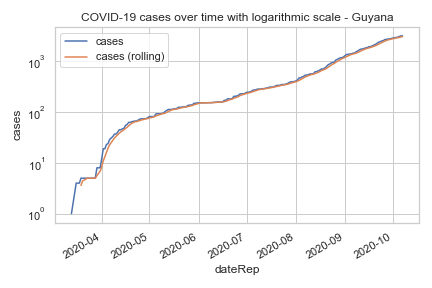 COVID-19 cases over time with logarithmic scale - Guyana
cases
cases (rolling)
10³
10²
10¹
10⁰
cases
2020-04
2020-05
2020-06
2020-07
2020-08
2020-09
2020-10
dateRep